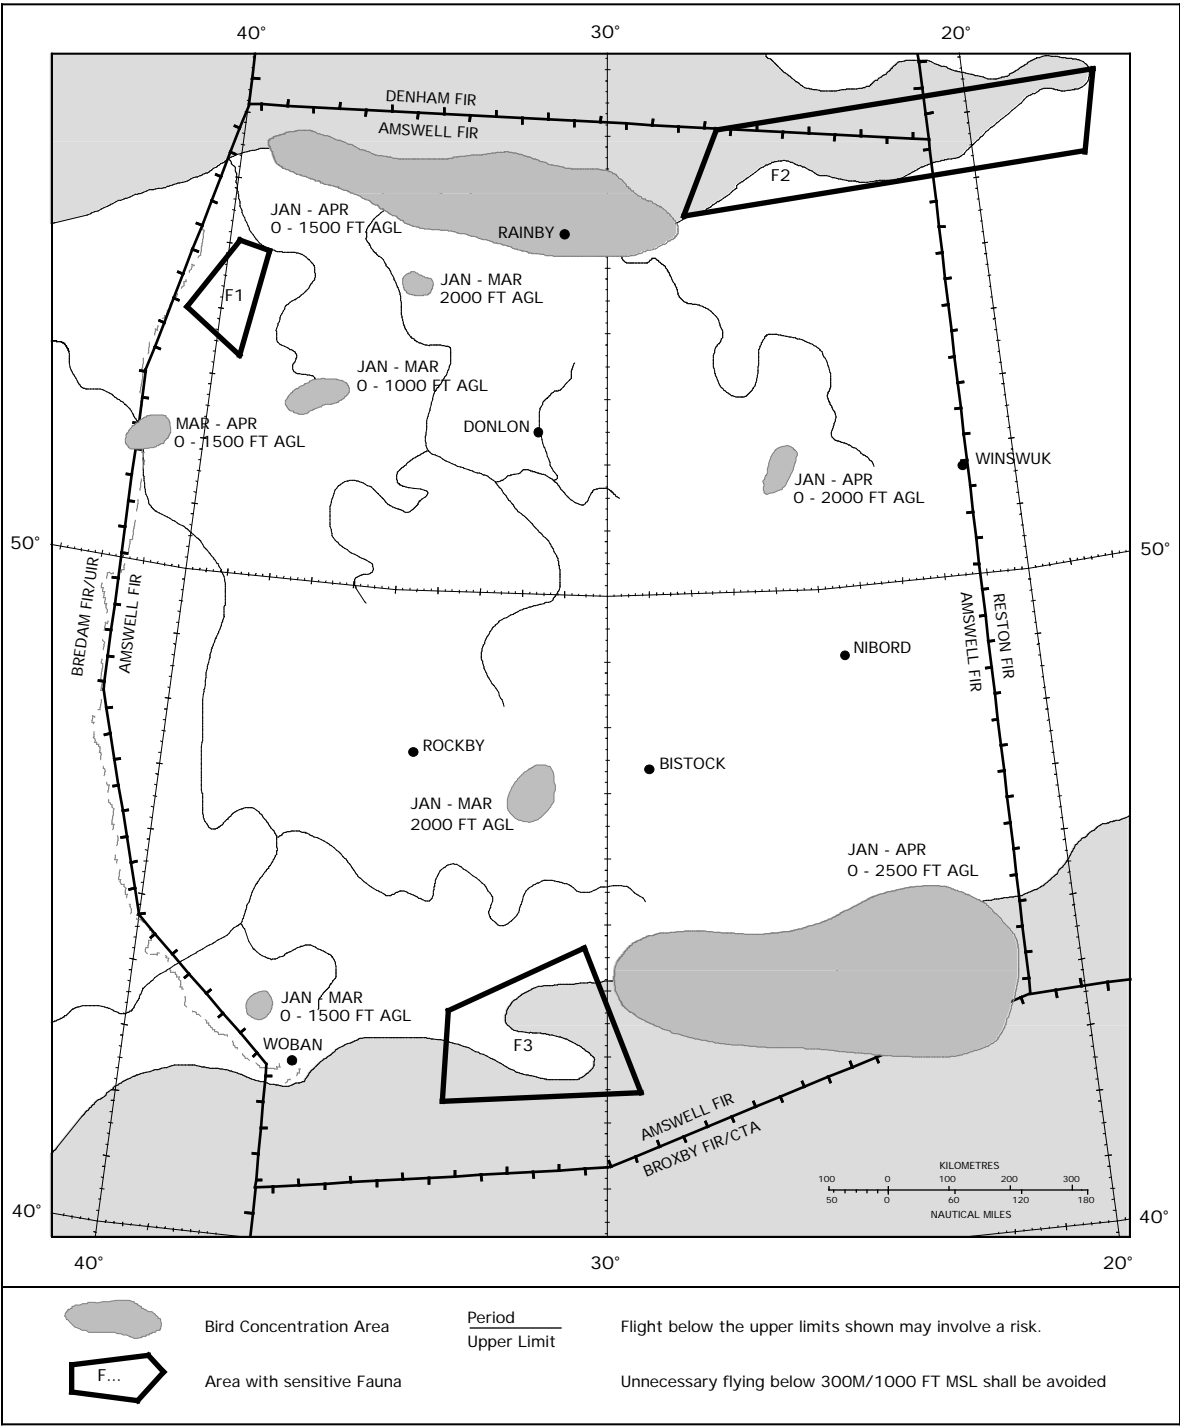 40°
30°
20°
DENHAM FIR
AMSWELL FIR
F2
JAN - APR
0 - 1500 FT AGL
RAINBY
F1
JAN - MAR
2000 FT AGL
JAN - MAR
0 - 1000 FT AGL
MAR - APR
0 - 1500 FT AGL
DONLON
WINSWUK
JAN - APR
0 - 2000 FT AGL
50°
50°
BREDAM FIR/UIR
AMSWELL FIR
AMSWELL FIR
RESTON FIR
NIBORD
ROCKBY
BISTOCK
JAN - MAR
2000 FT AGL
JAN - APR
0 - 2500 FT AGL
JAN - MAR
0 - 1500 FT AGL
WOBAN
F3
AMSWELL FIR
BROXBY FIR/CTA
KILOMETRES
100 0 100 200 300
50 0 60 120 180
NAUTICAL MILES
40°
40°
40°
30°
20°
Bird Concentration Area
Period
Upper Limit
Flight below the upper limits shown may involve a risk.
F...
Area with sensitive Fauna
Unnecessary flying below 300M/1000 FT MSL shall be avoided